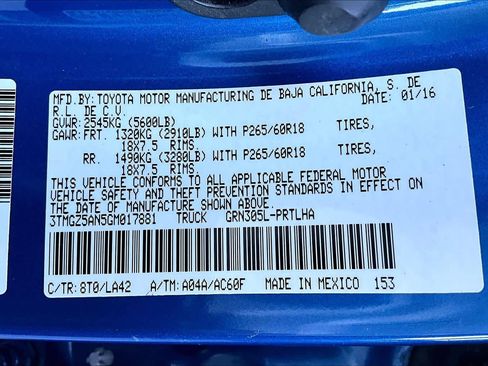 MFD.BY: TOYOTA MOTOR MANUFACTURING DE BAJA CALIFORNIA, S. DE
R.L. DE C.V. DATE: 01/16
GVWR: 2545KG (5600LB)
GAWR: FRT. 1320KG (2910LB) WITH P265/60R18 TIRES,
18X7.5 RIMS.
RR. 1490KG (3280LB) WITH P265/60R18 TIRES,
18X7.5 RIMS.
THIS VEHICLE CONFORMS TO ALL APPLICABLE FEDERAL MOTOR
VEHICLE SAFETY AND THEFT PREVENTION STANDARDS IN EFFECT ON
THE DATE OF MANUFACTURE SHOWN ABOVE.
3TMGZ5AN5GM017881 TRUCK GRN305L-PRTLHA
C/TR: 8T0/LA42 A/TM: A04A/AC60F MADE IN MEXICO 153